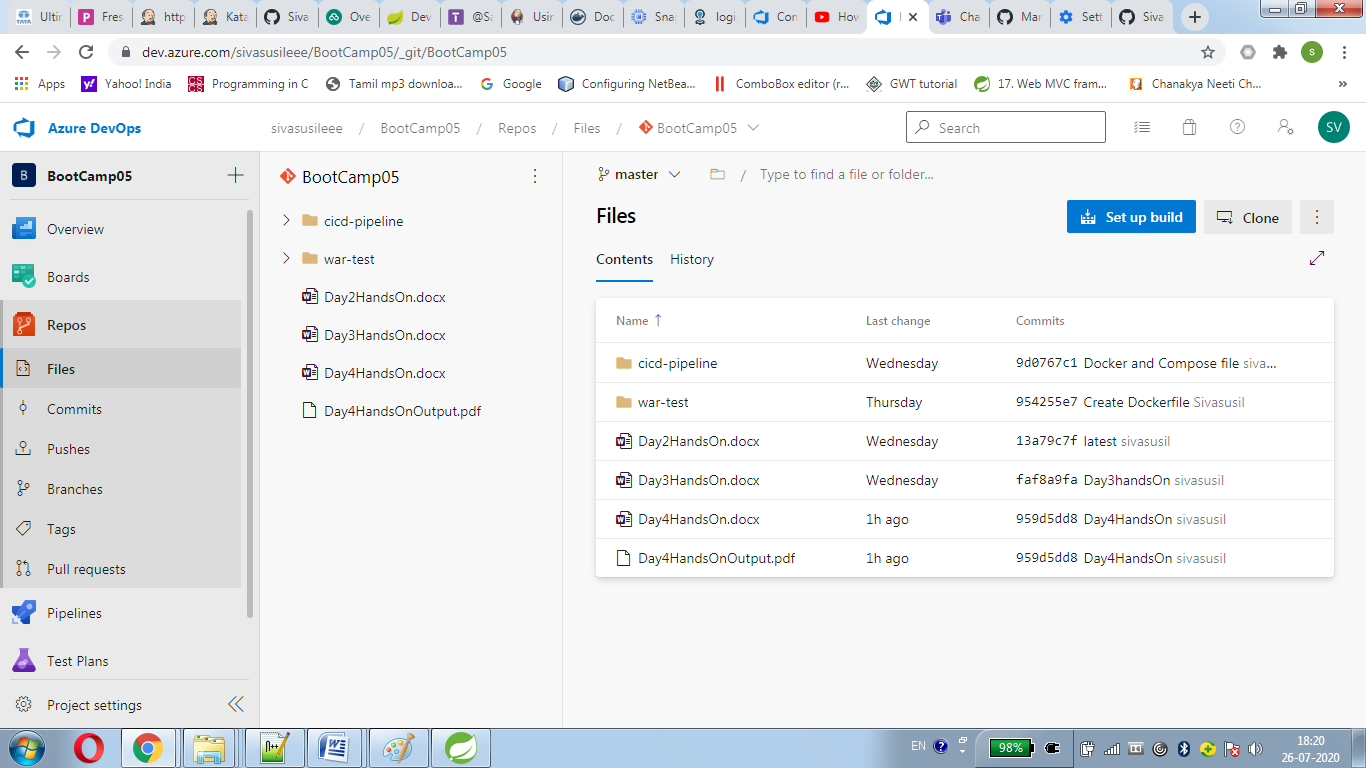 Ultir
Fres
http
Kata
Siva
Ove
Dev
@Sa
Usin
Doc
Snap
logi
Con
How
Cha
Mar
Sett
Siva
dev.azure.com/sivasusileee/BootCamp05/_git/BootCamp05
S
Apps Yahoo! India Programming in C Tamil mp3 downloa... Google Configuring NetBea... ComboBox editor (r... GWT tutorial 17. Web MVC fram... Chanakya Neeti Ch... »
Azure DevOps
sivasusileee / BootCamp05 / Repos / Files / BootCamp05
Search
SV
B BootCamp05
Overview
Boards
Repos
Files
Commits
Pushes
Branches
Tags
Pull requests
Pipelines
Test Plans
Project settings
BootCamp05
cicd-pipeline
war-test
Day2HandsOn.docx
Day3HandsOn.docx
Day4HandsOn.docx
Day4HandsOnOutput.pdf
master / Type to find a file or folder...
Files
Set up build
Clone
Contents History
Name ↑ Last change Commits
cicd-pipeline Wednesday 9d0767c1 Docker and Compose file siva...
war-test Thursday 954255e7 Create Dockerfile Sivasusil
Day2HandsOn.docx Wednesday 13a79c7f latest sivasusil
Day3HandsOn.docx Wednesday faf8a9fa Day3handsOn sivasusil
Day4HandsOn.docx 1h ago 959d5dd8 Day4HandsOn sivasusil
Day4HandsOnOutput.pdf 1h ago 959d5dd8 Day4HandsOn sivasusil
EN
98%
18:20
26-07-2020